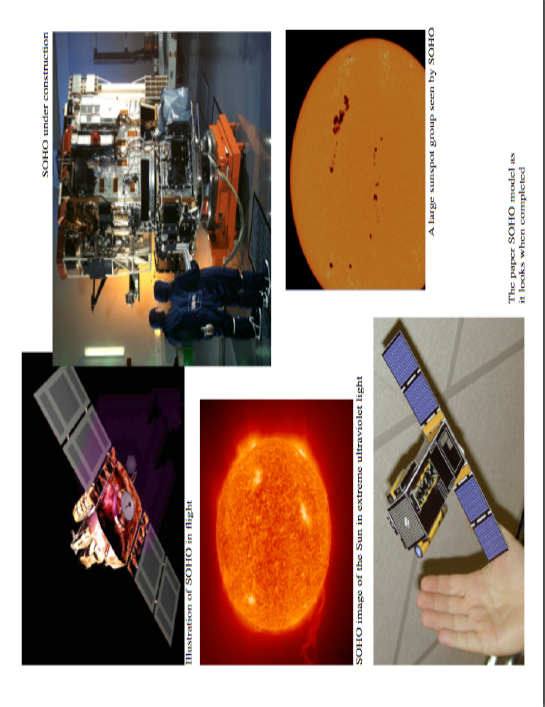 SOHO under construction
A large sunspot group seen by SOHO
Illustration of SOHO in flight
SOHO image of the Sun in extreme ultraviolet light
The paper SOHO model as
it looks when completed